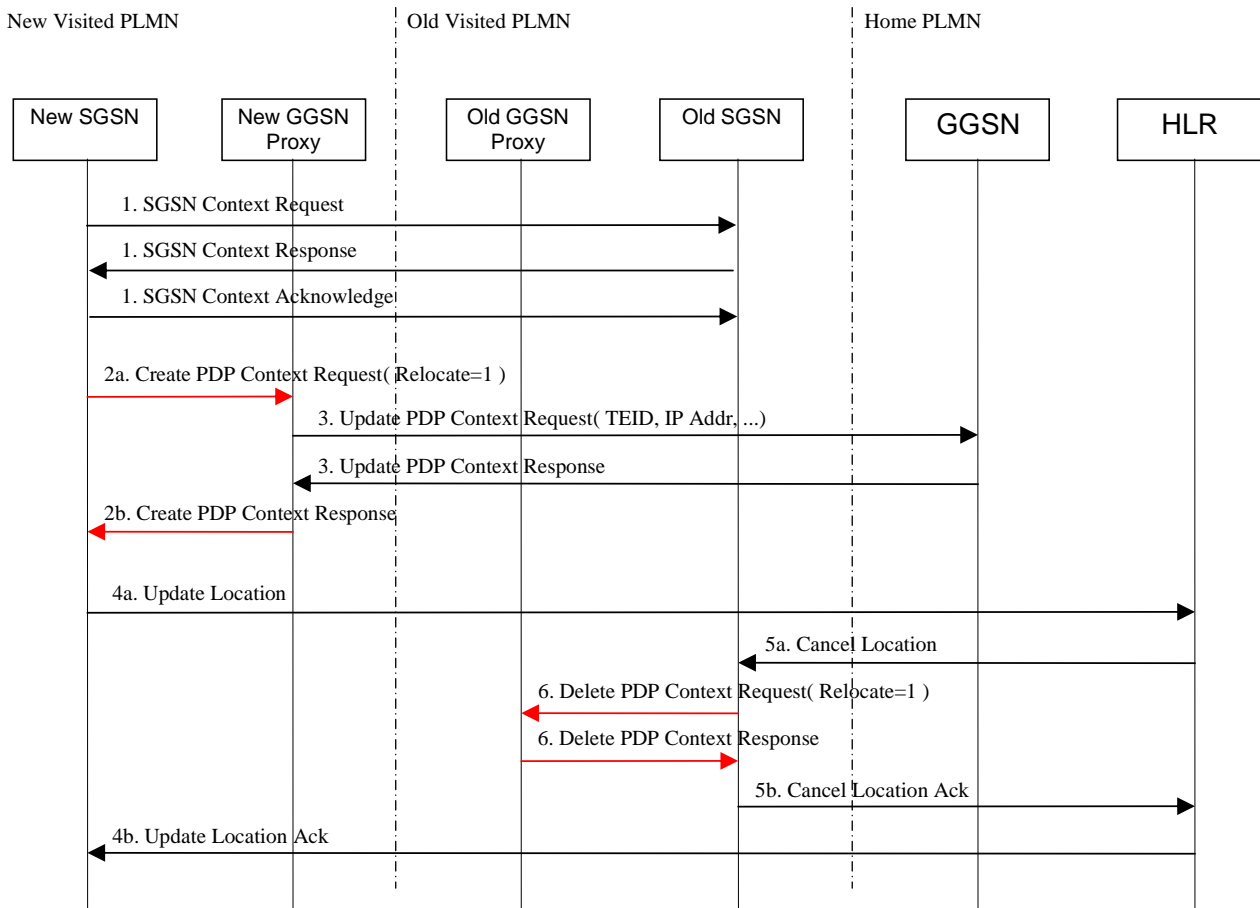 New Visited PLMN
Old Visited PLMN
Home PLMN
New SGSN
New GGSN
Proxy
Old GGSN
Proxy
Old SGSN
GGSN
HLR
1. SGSN Context Request
1. SGSN Context Response
1. SGSN Context Acknowledge
2a. Create PDP Context Request( Relocate=1 )
3. Update PDP Context Request( TEID, IP Addr, ...)
3. Update PDP Context Response
2b. Create PDP Context Response
4a. Update Location
5a. Cancel Location
6. Delete PDP Context Request( Relocate=1 )
6. Delete PDP Context Response
5b. Cancel Location Ack
4b. Update Location Ack